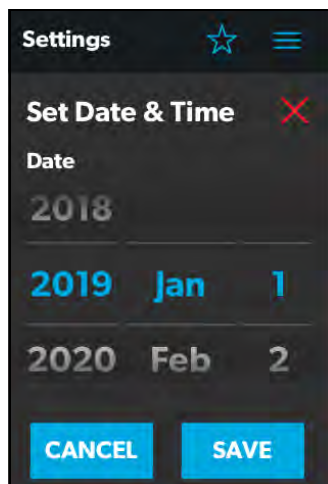 Settings
Set Date & Time
Date
2018
2019 Jan 1
2020 Feb 2
CANCEL SAVE